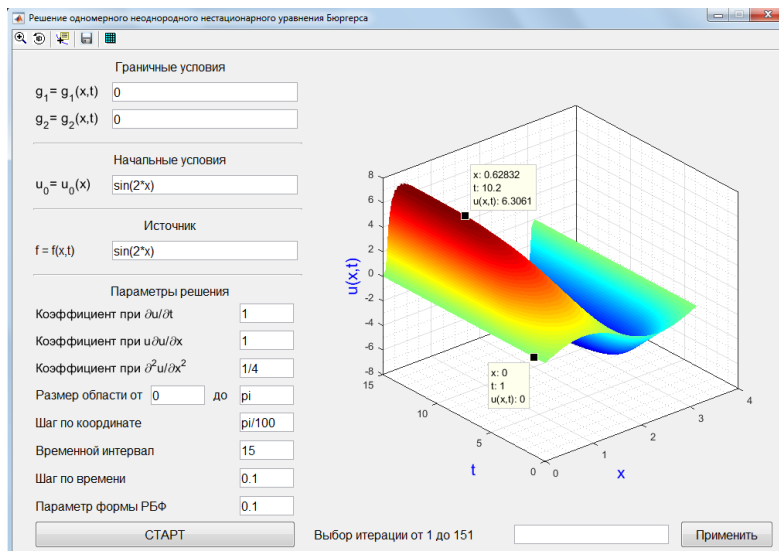 Решение одномерного неоднородного нестационарного уравнения Бюргерса
Граничные условия
g₁= g₁(x,t) 0
g₂= g₂(x,t) 0
Начальные условия
u₀= u₀(x) sin(2*x)
Источник
f = f(x,t) sin(2*x)
Параметры решения
Коэффициент при ∂u/∂t 1
Коэффициент при u∂u/∂x 1
Коэффициент при ∂²u/∂x² 1/4
Размер области от 0 до pi
Шаг по координате pi/100
Временной интервал 15
Шаг по времени 0.1
Параметр формы РБФ 0.1
СТАРТ
u(x,t)
8
6
4
2
0
-2
-4
-6
-8
x: 0.62832
t: 10.2
u(x,t): 6.3061
x: 0
t: 1
u(x,t): 0
15
10
5
0
t
0
1
2
3
4
x
Выбор итерации от 1 до 151
Применить